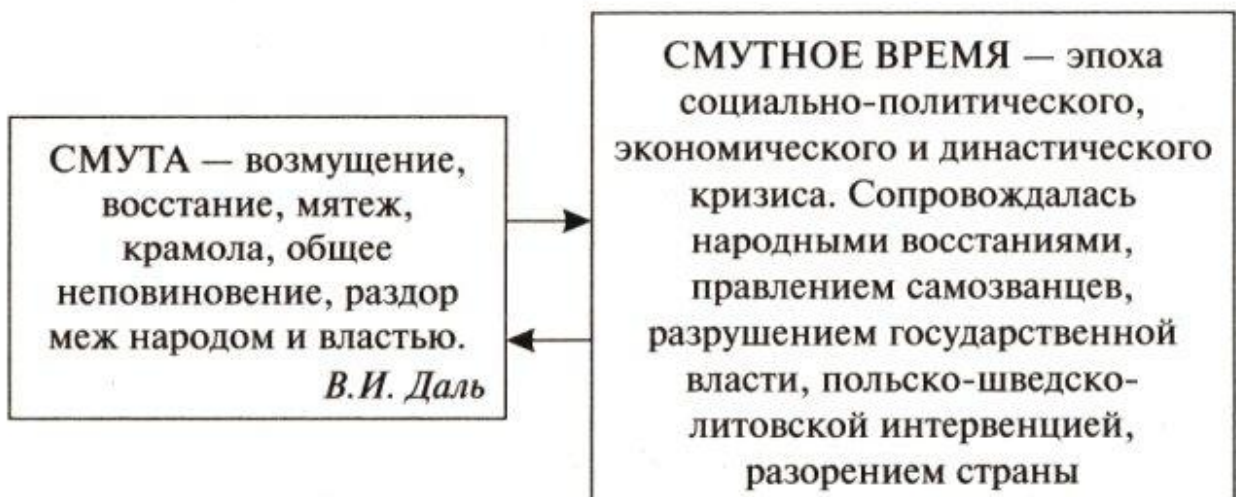 СМУТА — возмущение,
восстание, мятеж,
крамола, общее
неповиновение, раздор
меж народом и властью.
В.И. Даль
СМУТНОЕ ВРЕМЯ — эпоха
социально-политического,
экономического и династического
кризиса. Сопровождалась
народными восстаниями,
правлением самозванцев,
разрушением государственной
власти, польско-шведско-
литовской интервенцией,
разорением страны